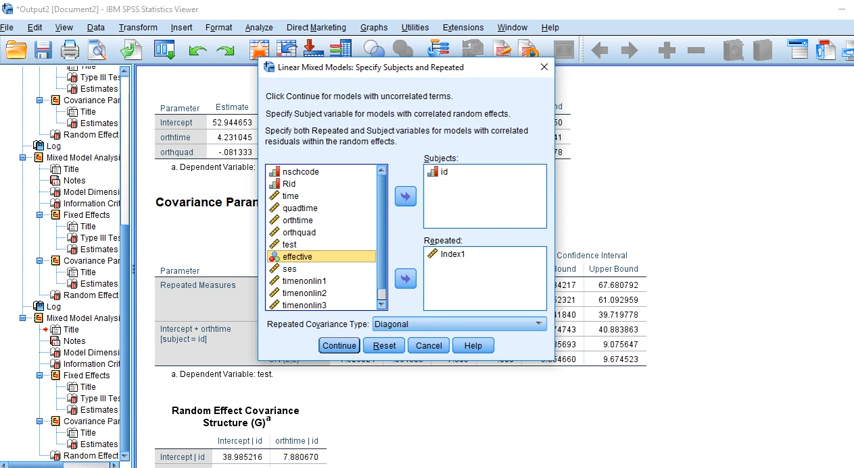 *Output2 [Document2] - IBM SPSS Statistics Viewer
File Edit View Data Transform Insert Format Analyze Direct Marketing Graphs Utilities Extensions Window Help
Type III Tes
Estimates
Covariance Par
Title
Estimates
Random Effect
Log
Mixed Model Analysi
Title
Notes
Model Dimensi
Information Crit
Fixed Effects
Title
Type III Tes
Estimates
Covariance Par
Title
Estimates
Random Effect
Log
Mixed Model Analysi
Title
Notes
Model Dimensi
Information Crit
Fixed Effects
Title
Type III Tes
Estimates
Covariance Par
Title
Estimates
Random Effect
Parameter Estimate
Intercept 52.944653
orthtime 4.231045
orthquad -.081333
a. Dependent Variable:
Covariance Paran
Parameter
Repeated Measures
Intercept + orthtime
[subject = id]
Confidence Interval
Bound Upper Bound
34217 67.680792
52321 61.092959
41840 39.719778
74743 40.883863
35693 9.075647
54660 9.674523
a. Dependent Variable: test.
Random Effect Covariance
Structure (G)a
Intercept | id orthtime | id
Intercept | id 38.985216 7.880670
Linear Mixed Models: Specify Subjects and Repeated
Click Continue for models with uncorrelated terms.
Specify Subject variable for models with correlated random effects.
Specify both Repeated and Subject variables for models with correlated
residuals within the random effects.
nschcode
Rid
time
quadtime
orthtime
orthquad
test
effective
ses
timenonlin1
timenonlin2
timenonlin3
Subjects:
id
Repeated:
Index1
Repeated Covariance Type: Diagonal
Continue Reset Cancel Help